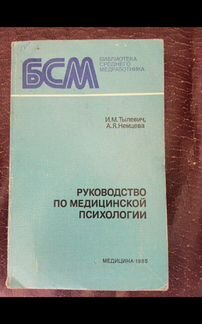 БСМ
БИБЛИОТЕКА
СРЕДНЕГО
МЕДРАБОТНИКА
И.М.Тылевич,
А.Я.Немцева
РУКОВОДСТВО
ПО МЕДИЦИНСКОЙ
ПСИХОЛОГИИ
МЕДИЦИНА·1985